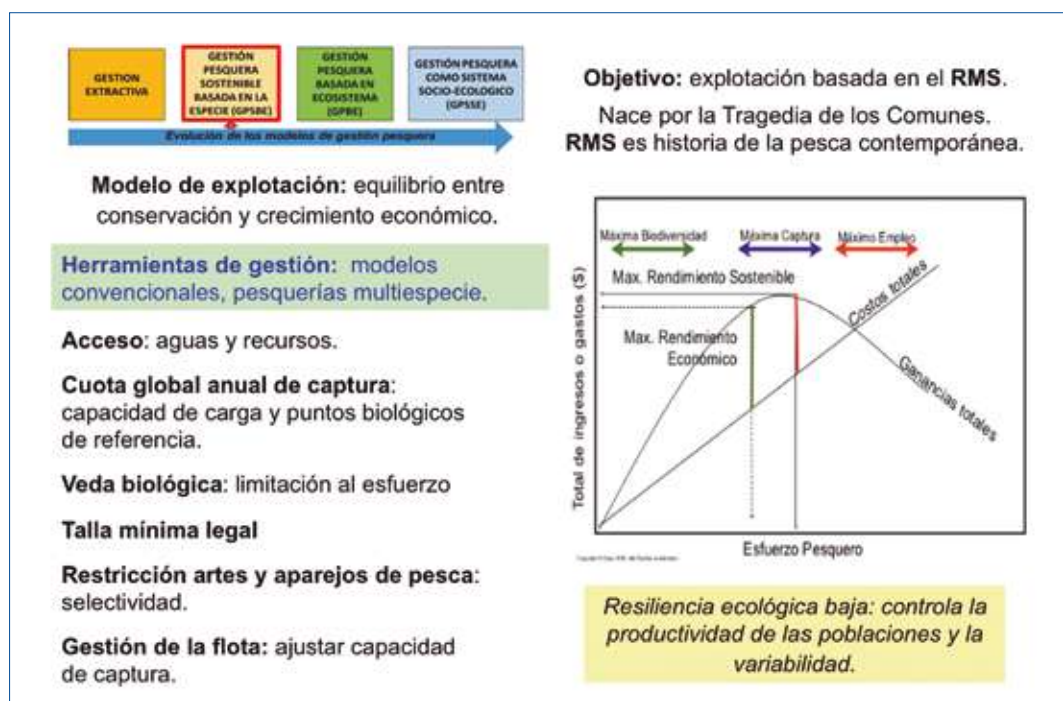 GESTION
EXTRACTIVA
GESTIÓN
PESQUERA
SOSTENIBLE
BASADA EN LA
ESPECIE (GPSBE)
GESTIÓN
PESQUERA
BASADA EN
ECOSISTEMA
(GPBE)
GESTIÓN PESQUERA
COMO SISTEMA
SOCIO-ECOLOGICO
(GPSSE)
Evolución de los modelos de gestión pesquera
Modelo de explotación: equilibrio entre
conservación y crecimiento económico.
Herramientas de gestión: modelos
convencionales, pesquerías multiespecie.
Acceso: aguas y recursos.
Cuota global anual de captura:
capacidad de carga y puntos biológicos
de referencia.
Veda biológica: limitación al esfuerzo
Talla mínima legal
Restricción artes y aparejos de pesca:
selectividad.
Gestión de la flota: ajustar capacidad
de captura.
Objetivo: explotación basada en el RMS.
Nace por la Tragedia de los Comunes.
RMS es historia de la pesca contemporánea.
Máxima Biodiversidad
Máxima Captura
Máximo Empleo
Max. Rendimiento Sostenible
Max. Rendimiento
Económico
Costos totales
Ganancias totales
Total de ingresos o gastos ($)
Esfuerzo Pesquero
Resiliencia ecológica baja: controla la
productividad de las poblaciones y la
variabilidad.